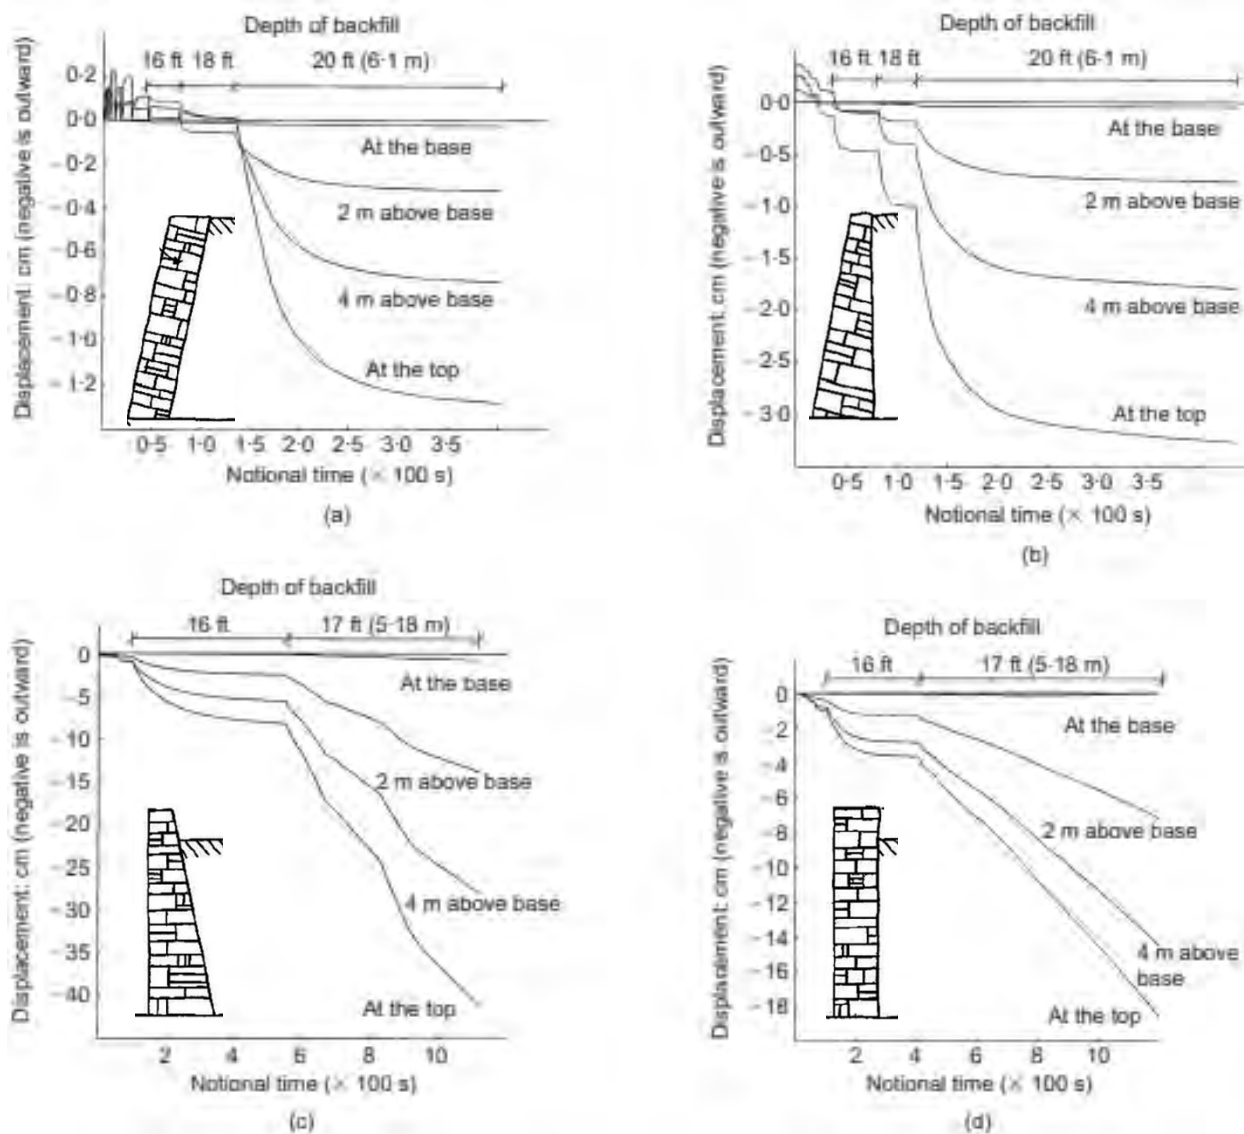 Depth of backfill
16 ft 18 ft 20 ft (6·1 m)
Displacement: cm (negative is outward)
0·2
0·0
−0·2
−0·4
−0·6
−0·8
−1·0
−1·2
At the base
2 m above base
4 m above base
At the top
0·5 1·0 1·5 2·0 2·5 3·0 3·5
Notional time (× 100 s)
(a)
Depth of backfill
16 ft 18 ft 20 ft (6·1 m)
Displacement: cm (negative is outward)
0·0
−0·5
−1·0
−1·5
−2·0
−2·5
−3·0
At the base
2 m above base
4 m above base
At the top
0·5 1·0 1·5 2·0 2·5 3·0 3·5
Notional time (× 100 s)
(b)
Depth of backfill
16 ft 17 ft (5·18 m)
Displacement: cm (negative is outward)
0
−5
−10
−15
−20
−25
−30
−35
−40
At the base
2 m above base
4 m above base
At the top
2 4 6 8 10
Notional time (× 100 s)
(c)
Depth of backfill
16 ft 17 ft (5·18 m)
Displacement: cm (negative is outward)
0
−2
−4
−6
−8
−10
−12
−14
−16
−18
At the base
2 m above base
4 m above
base
At the top
2 4 6 8 10
Notional time (× 100 s)
(d)